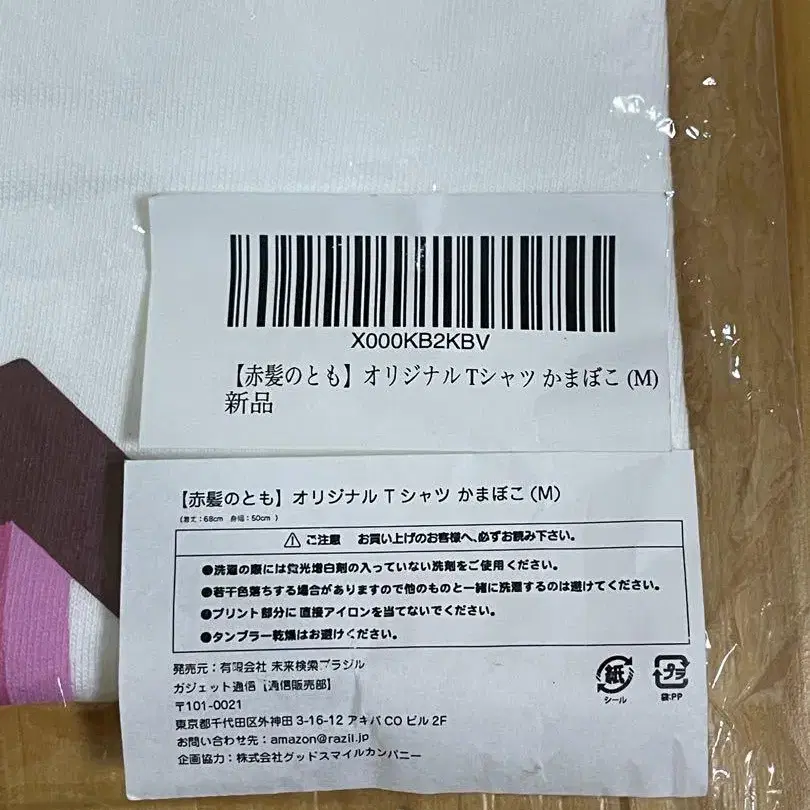 X000KB2KBV
【赤髪のとも】オリジナル Tシャツ かまぼこ (M)
新品
【赤髪のとも】オリジナル T シャツ かまぼこ (M)
(着丈：68cm 身幅：50cm )
⚠ ご注意 お買い上げのお客様へ、必ずお読み下さい。
●洗濯の際には蛍光増白剤の入っていない洗剤をご使用ください。
●若干色落ちする場合がありますので他のものと一緒に洗濯するのは避けてください。
●プリント部分に直接アイロンを当てないでください。
●タンブラー乾燥はお避けください。
発売元：有限会社 未来検索ブラジル
ガジェット通信【通信販売部】
〒101-0021
東京都千代田区外神田 3-16-12 アキバ CO ビル 2F
お問い合わせ先：amazon@razil.jp
企画協力：株式会社グッドスマイルカンパニー
紙
シール
プラ
袋:PP